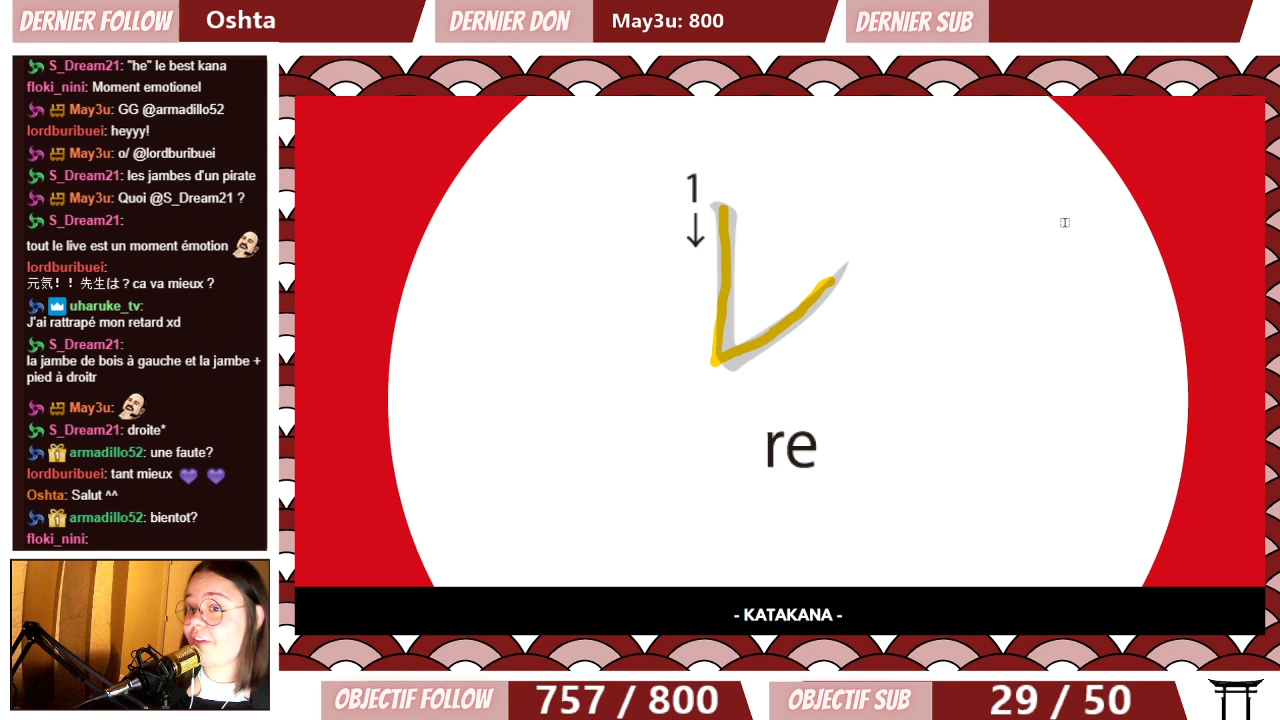 DERNIER FOLLOW
Oshta
DERNIER DON
May3u: 800
DERNIER SUB
S_Dream21: "he" le best kana
floki_nini: Moment emotionel
May3u: GG @armadillo52
lordburibuei: heyyy!
May3u: o/ @lordburibuei
S_Dream21: les jambes d'un pirate
May3u: Quoi @S_Dream21 ?
S_Dream21:
tout le live est un moment émotion
lordburibuei:
元気！！先生は？ca va mieux ?
uharuke_tv:
J'ai rattrapé mon retard xd
S_Dream21:
la jambe de bois à gauche et la jambe +
pied à droitr
May3u:
S_Dream21: droite*
armadillo52: une faute?
lordburibuei: tant mieux
Oshta: Salut ^^
armadillo52: bientot?
floki_nini:
1
↓
レ
re
- KATAKANA -
OBJECTIF FOLLOW
757 / 800
OBJECTIF SUB
29 / 50